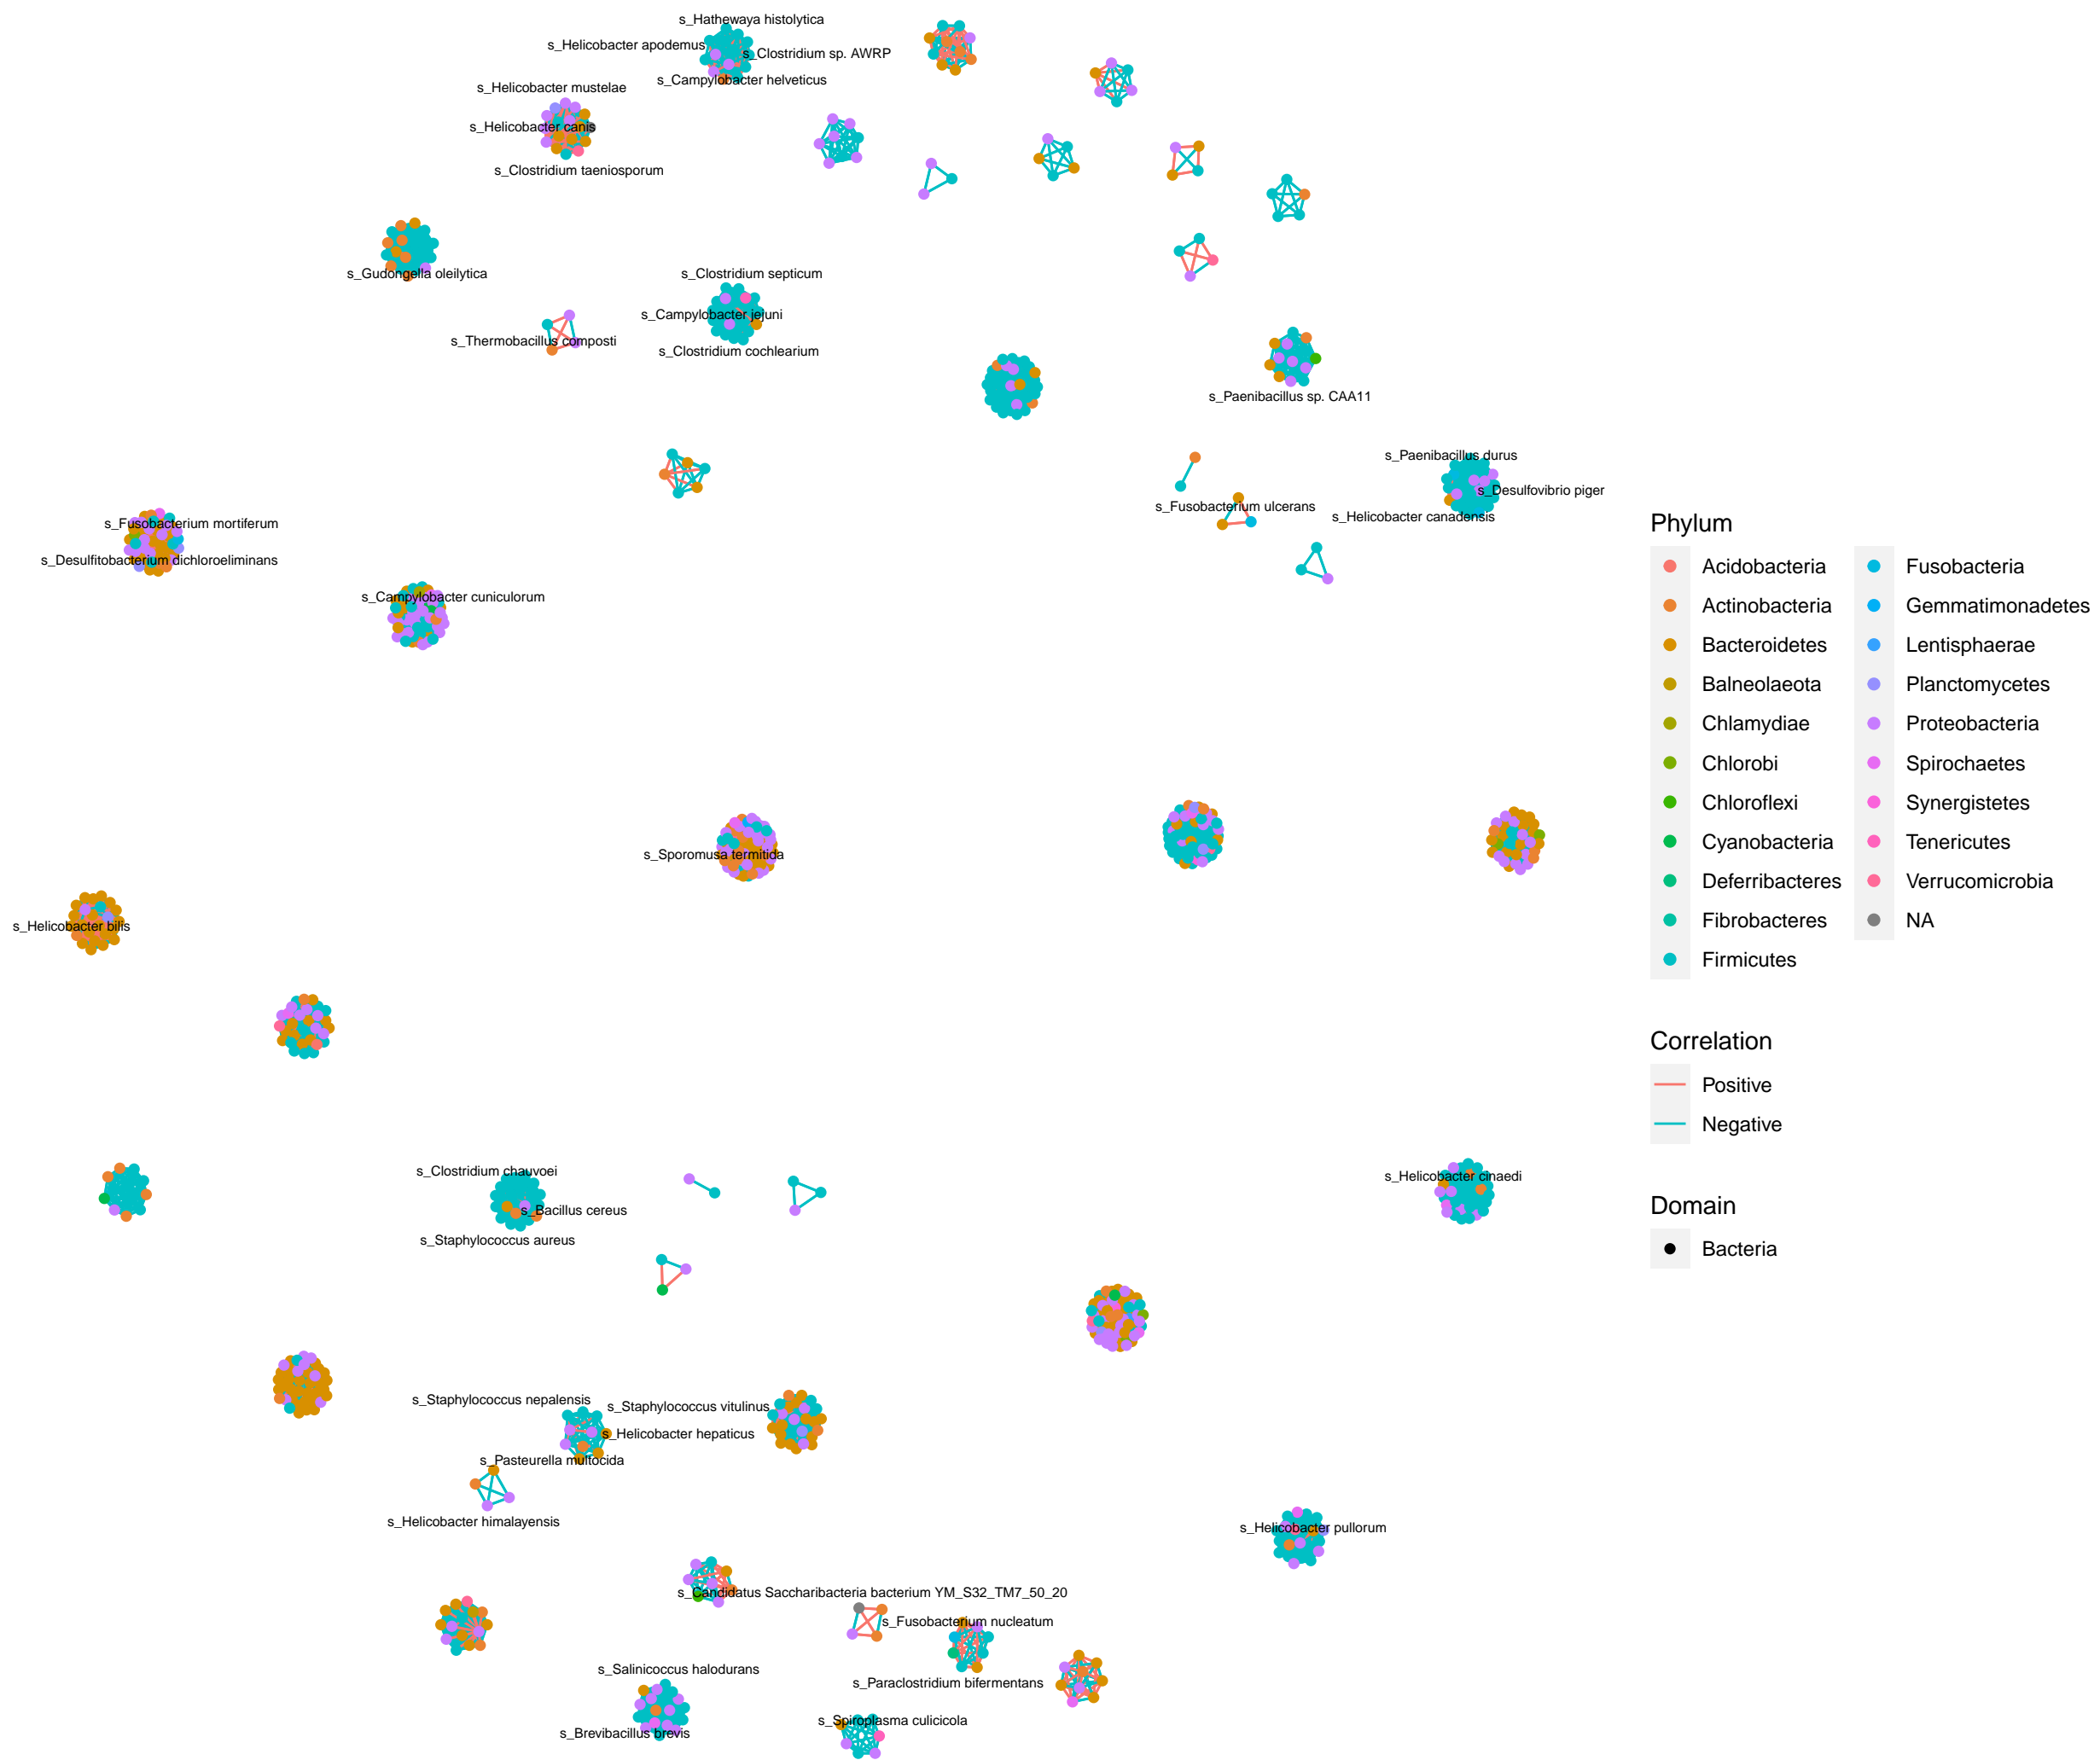 s_Hathewaya histolytica
s_Helicobacter apodemus
s_Clostridium sp. AWRP
s_Campylobacter helveticus
s_Helicobacter mustelae
s_Helicobacter canis
s_Clostridium taeniosporum
s_Gudongella oleilytica
s_Clostridium septicum
s_Campylobacter jejuni
s_Thermobacillus composti
s_Clostridium cochlearium
s_Paenibacillus sp. CAA11
s_Paenibacillus durus
s_Desulfovibrio piger
s_Fusobacterium ulcerans
s_Helicobacter canadensis
s_Fusobacterium mortiferum
s_Desulfitobacterium dichloroeliminans
s_Campylobacter cuniculorum
s_Sporomusa termitida
s_Helicobacter bilis
s_Clostridium chauvoei
s_Bacillus cereus
s_Staphylococcus aureus
s_Helicobacter cinaedi
s_Staphylococcus nepalensis
s_Staphylococcus vitulinus
s_Helicobacter hepaticus
s_Pasteurella multocida
s_Helicobacter himalayensis
s_Helicobacter pullorum
s_Candidatus Saccharibacteria bacterium YM_S32_TM7_50_20
s_Fusobacterium nucleatum
s_Salinicoccus halodurans
s_Paraclostridium bifermentans
s_Spiroplasma culicicola
s_Brevibacillus brevis
Phylum
Acidobacteria
Actinobacteria
Bacteroidetes
Balneolaeota
Chlamydiae
Chlorobi
Chloroflexi
Cyanobacteria
Deferribacteres
Fibrobacteres
Firmicutes
Fusobacteria
Gemmatimonadetes
Lentisphaerae
Planctomycetes
Proteobacteria
Spirochaetes
Synergistetes
Tenericutes
Verrucomicrobia
NA
Correlation
Positive
Negative
Domain
Bacteria